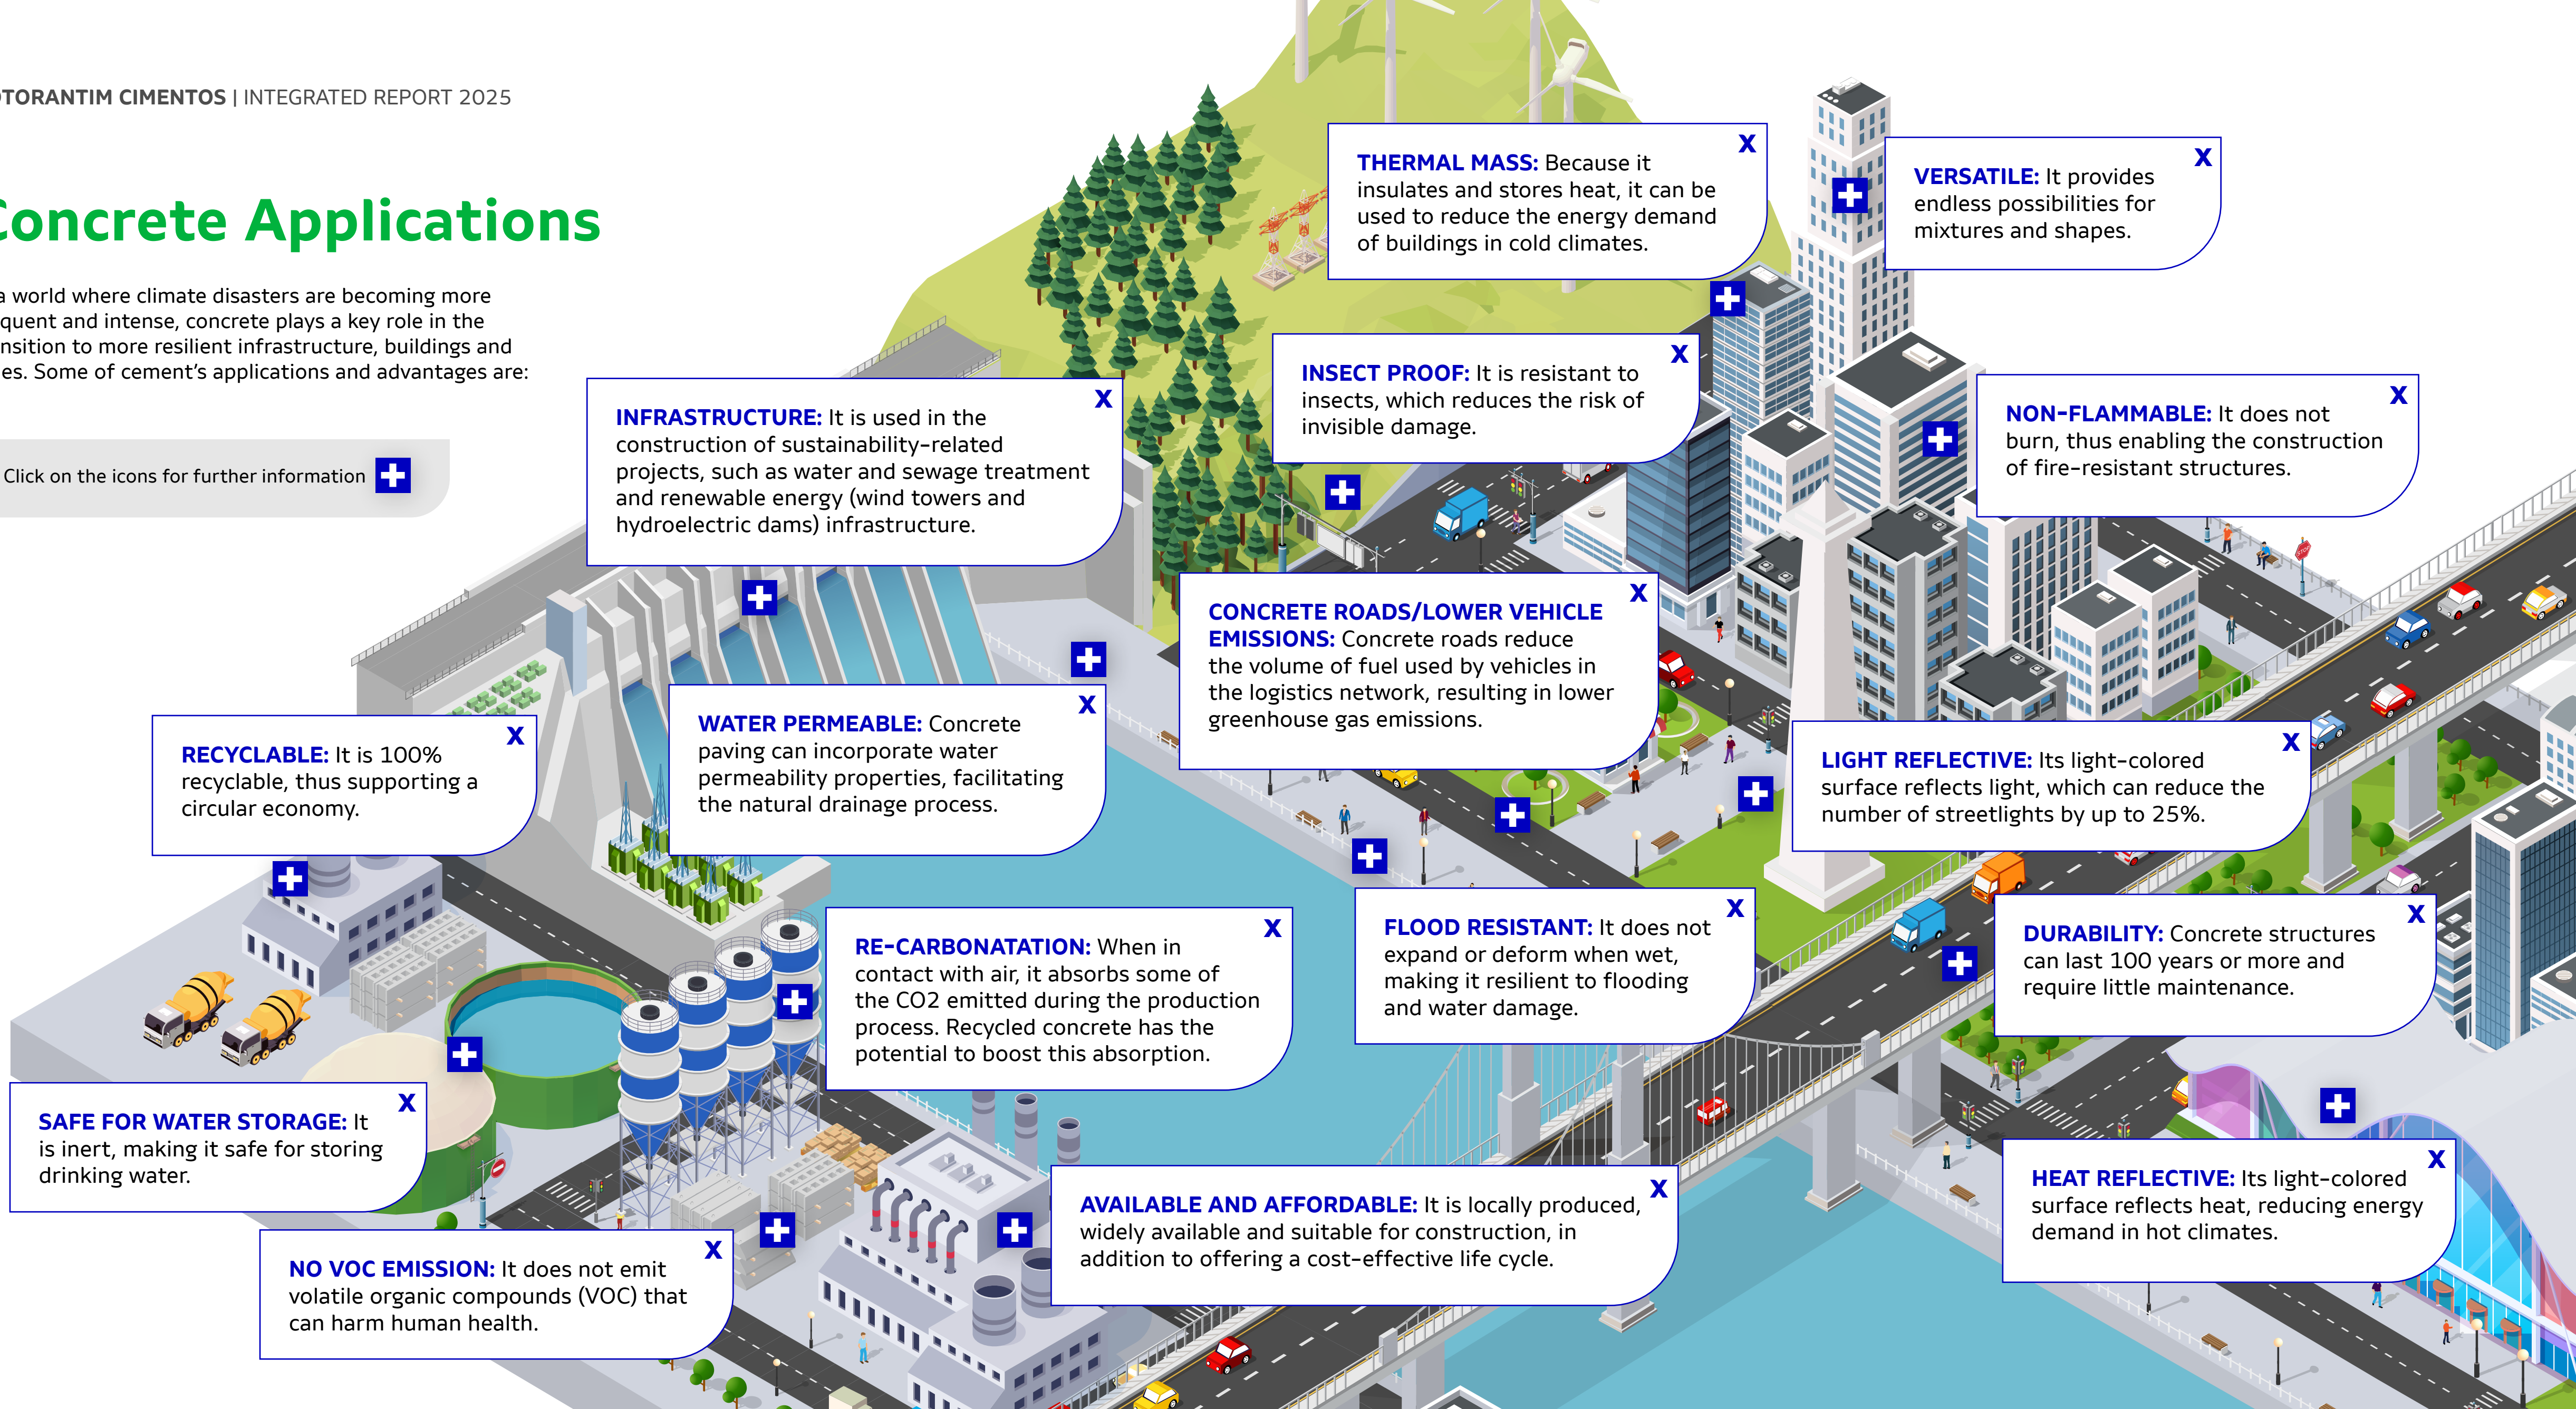 OTORANTIM CIMENTOS | INTEGRATED REPORT 2025
Concrete Applications
a world where climate disasters are becoming more
quent and intense, concrete plays a key role in the
nsition to more resilient infrastructure, buildings and
es. Some of cement's applications and advantages are:
Click on the icons for further information
X
THERMAL MASS: Because it
insulates and stores heat, it can be
used to reduce the energy demand
of buildings in cold climates.
X
VERSATILE: It provides
endless possibilities for
mixtures and shapes.
X
INSECT PROOF: It is resistant to
insects, which reduces the risk of
invisible damage.
X
INFRASTRUCTURE: It is used in the
construction of sustainability-related
projects, such as water and sewage treatment
and renewable energy (wind towers and
hydroelectric dams) infrastructure.
X
NON-FLAMMABLE: It does not
burn, thus enabling the construction
of fire-resistant structures.
STOP
X
CONCRETE ROADS/LOWER VEHICLE
EMISSIONS: Concrete roads reduce
the volume of fuel used by vehicles in
the logistics network, resulting in lower
greenhouse gas emissions.
X
WATER PERMEABLE: Concrete
paving can incorporate water
permeability properties, facilitating
the natural drainage process.
X
RECYCLABLE: It is 100%
recyclable, thus supporting a
circular economy.
X
LIGHT REFLECTIVE: Its light-colored
surface reflects light, which can reduce the
number of streetlights by up to 25%.
X
RE-CARBONATATION: When in
contact with air, it absorbs some of
the CO2 emitted during the production
process. Recycled concrete has the
potential to boost this absorption.
X
FLOOD RESISTANT: It does not
expand or deform when wet,
making it resilient to flooding
and water damage.
X
DURABILITY: Concrete structures
can last 100 years or more and
require little maintenance.
X
SAFE FOR WATER STORAGE: It
is inert, making it safe for storing
drinking water.
X
AVAILABLE AND AFFORDABLE: It is locally produced,
widely available and suitable for construction, in
addition to offering a cost-effective life cycle.
X
HEAT REFLECTIVE: Its light-colored
surface reflects heat, reducing energy
demand in hot climates.
X
NO VOC EMISSION: It does not emit
volatile organic compounds (VOC) that
can harm human health.